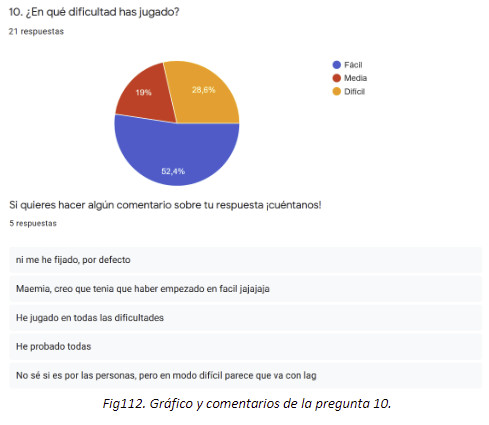 10. ¿En qué dificultad has jugado?
21 respuestas
Fácil
Media
Difícil
19%
28,6%
52,4%
Si quieres hacer algún comentario sobre tu respuesta ¡cuéntanos!
5 respuestas
ni me he fijado, por defecto
Maemia, creo que tenia que haber empezado en facil jajajaja
He jugado en todas las dificultades
He probado todas
No sé si es por las personas, pero en modo difícil parece que va con lag
Fig112. Gráfico y comentarios de la pregunta 10.